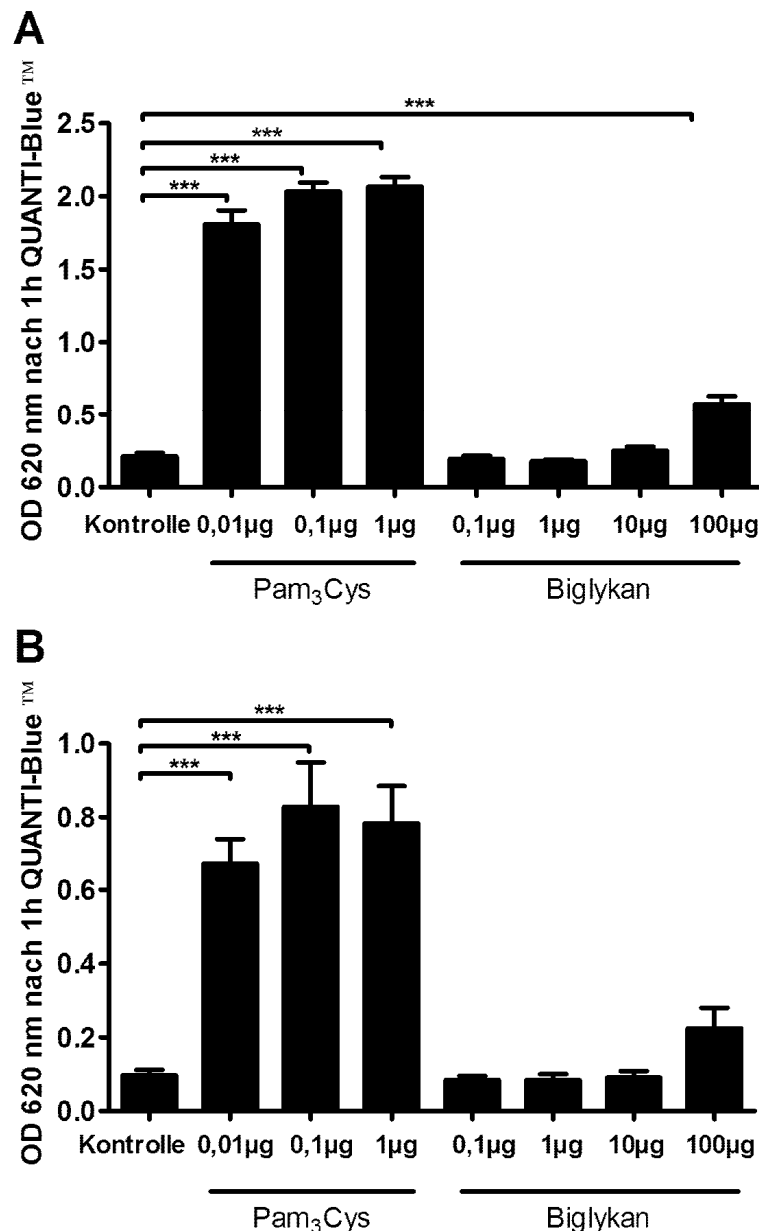 A
OD 620 nm nach 1h QUANTI-Blue™
***
***
***
***
2.5
2.0
1.5
1.0
0.5
0.0
Kontrolle 0,01µg 0,1µg 1µg 0,1µg 1µg 10µg 100µg
Pam₃Cys Biglykan
B
OD 620 nm nach 1h QUANTI-Blue™
***
***
***
1.0
0.8
0.6
0.4
0.2
0.0
Kontrolle 0,01µg 0,1µg 1µg 0,1µg 1µg 10µg 100µg
Pam₃Cys Biglykan